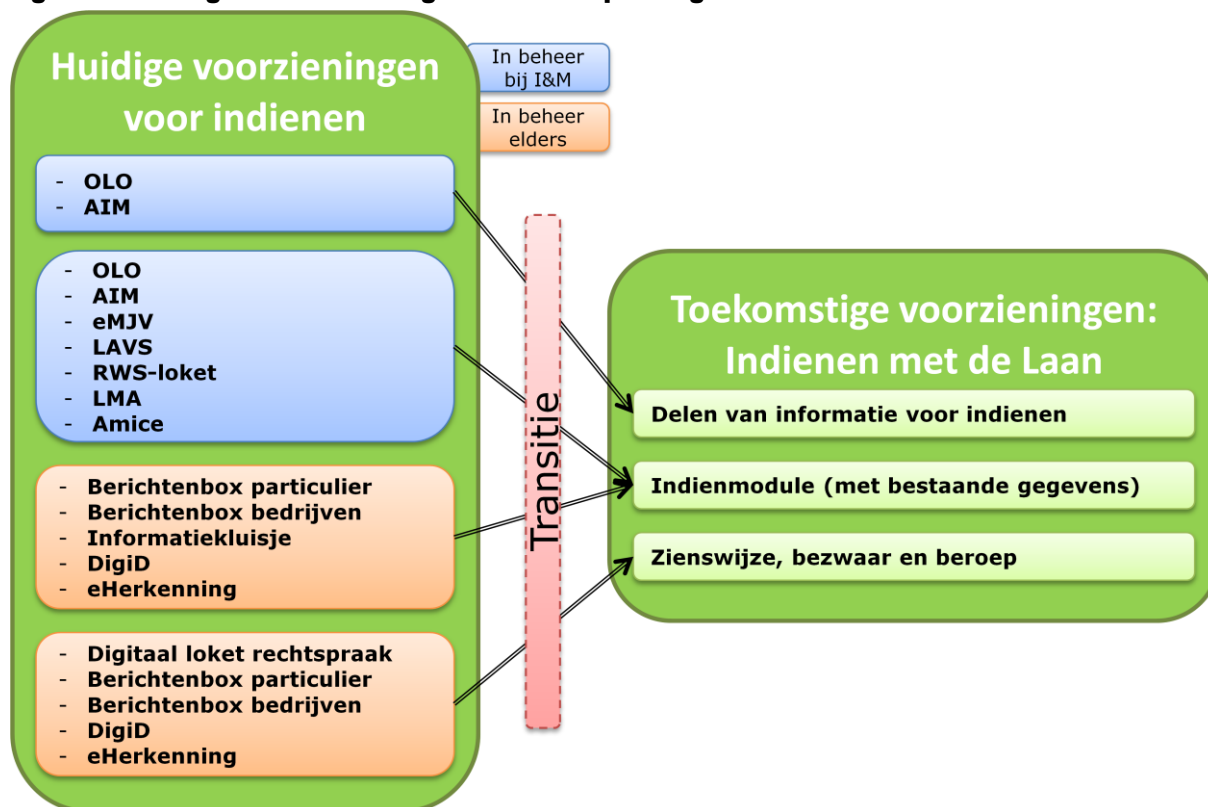 Huidige voorzieningen
voor indienen
In beheer
bij I&M
In beheer
elders
- OLO
- AIM
- OLO
- AIM
- eMJV
- LAVS
- RWS-loket
- LMA
- Amice
- Berichtenbox particulier
- Berichtenbox bedrijven
- Informatiekluisje
- DigiD
- eHerkenning
- Digitaal loket rechtspraak
- Berichtenbox particulier
- Berichtenbox bedrijven
- DigiD
- eHerkenning
Transitie
Toekomstige voorzieningen:
Indienen met de Laan
Delen van informatie voor indienen
Indienmodule (met bestaande gegevens)
Zienswijze, bezwaar en beroep